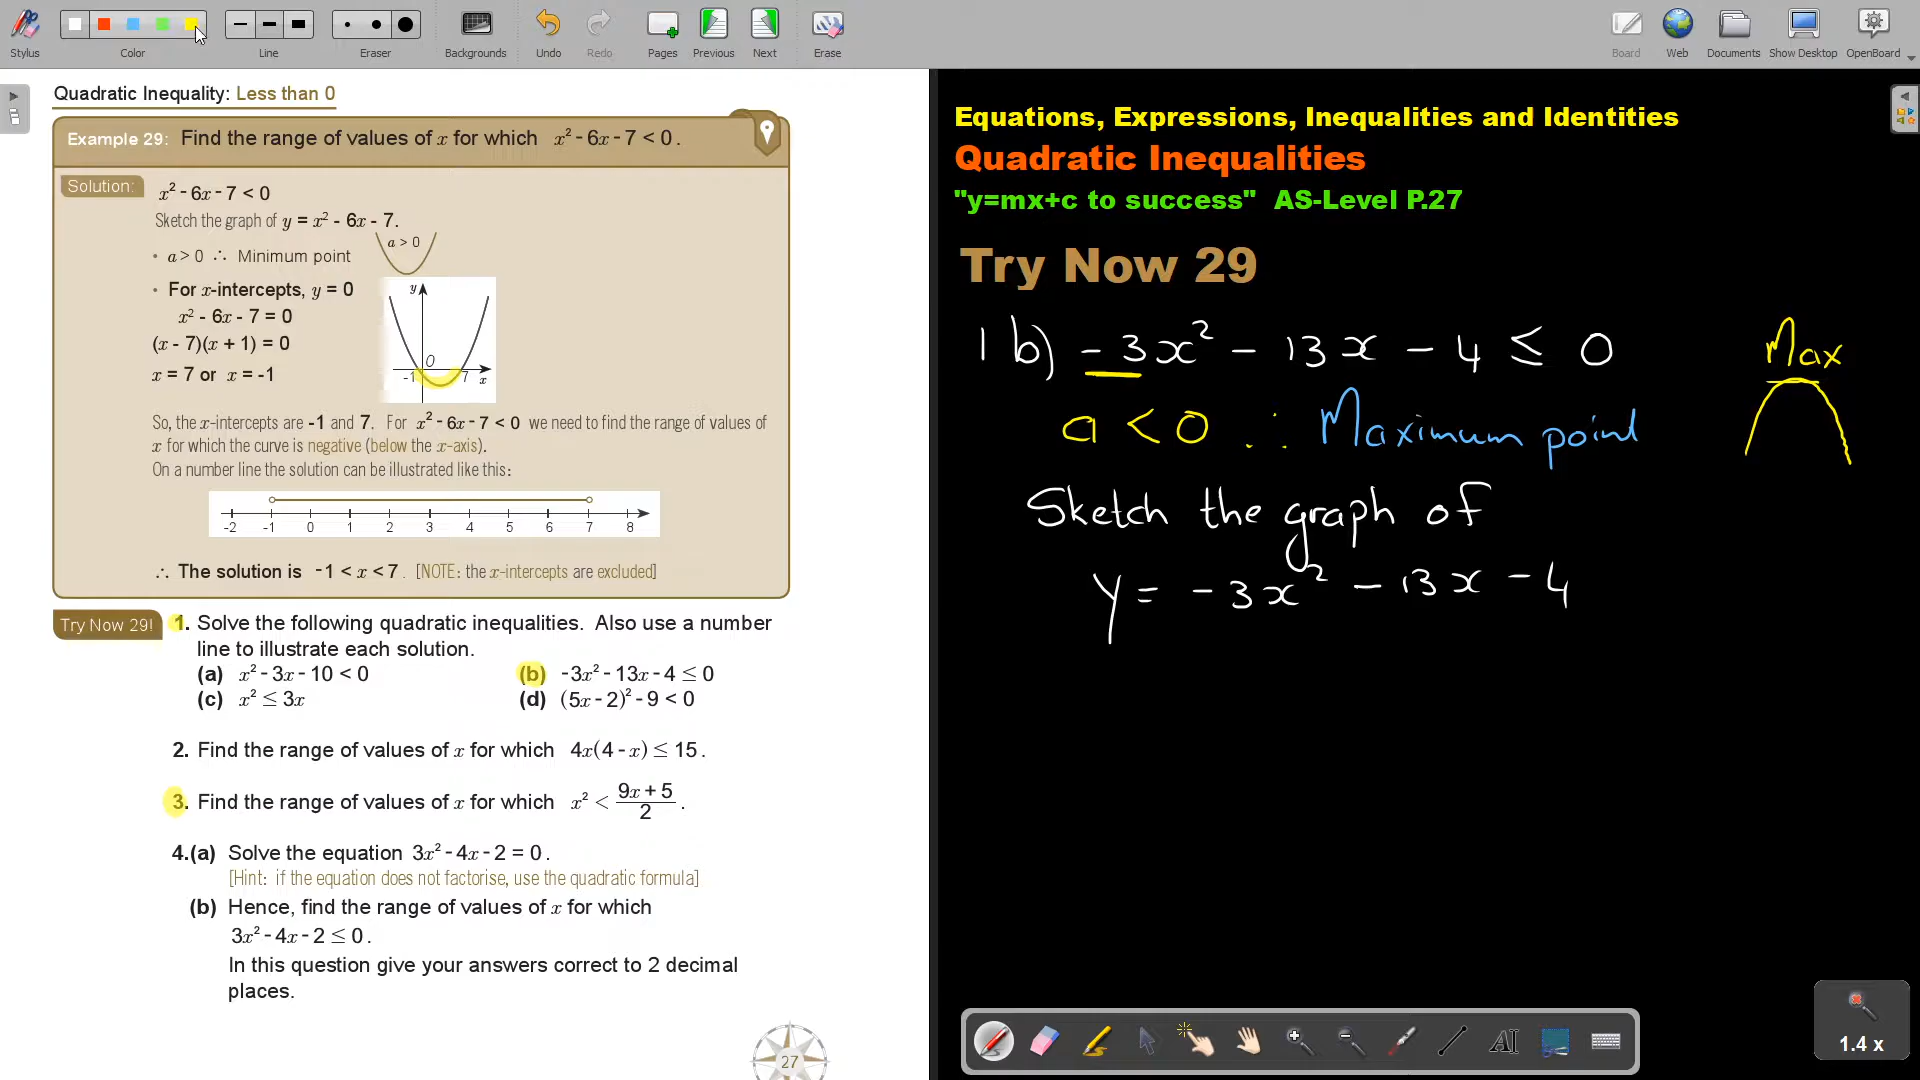 Stylus Color Line Eraser Backgrounds Undo Redo Pages Previous Next Erase Board Web Documents Show Desktop OpenBoard
Quadratic Inequality: Less than 0
Example 29: Find the range of values of x for which x² - 6x - 7 < 0.
Solution: x² - 6x - 7 < 0
Sketch the graph of y = x² - 6x - 7.
• a > 0 ∴ Minimum point
a > 0
• For x-intercepts, y = 0
x² - 6x - 7 = 0
(x - 7)(x + 1) = 0
x = 7 or x = -1
y
O
-1 7 x
So, the x-intercepts are -1 and 7. For x² - 6x - 7 < 0 we need to find the range of values of
x for which the curve is negative (below the x-axis).
On a number line the solution can be illustrated like this:
-2 -1 0 1 2 3 4 5 6 7 8
∴ The solution is -1 < x < 7. [NOTE: the x-intercepts are excluded]
Try Now 29! 1. Solve the following quadratic inequalities. Also use a number
line to illustrate each solution.
(a) x² - 3x - 10 < 0 (b) -3x² - 13x - 4 ≤ 0
(c) x² ≤ 3x (d) (5x - 2)² - 9 < 0
2. Find the range of values of x for which 4x(4 - x) ≤ 15.
3. Find the range of values of x for which x² < (9x + 5)/2.
4.(a) Solve the equation 3x² - 4x - 2 = 0.
[Hint: if the equation does not factorise, use the quadratic formula]
(b) Hence, find the range of values of x for which
3x² - 4x - 2 ≤ 0.
In this question give your answers correct to 2 decimal
places.
27
Equations, Expressions, Inequalities and Identities
Quadratic Inequalities
"y=mx+c to success" AS-Level P.27
Try Now 29
1 b) -3x² - 13x - 4 ≤ 0
Max
a < 0 ∴ Maximum point
Sketch the graph of
y = -3x² - 13x - 4
AI
1.4 x